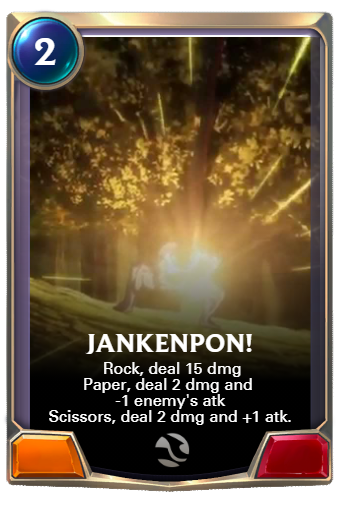 2
JANKENPON!
Rock, deal 15 dmg
Paper, deal 2 dmg and
-1 enemy's atk
Scissors, deal 2 dmg and +1 atk.